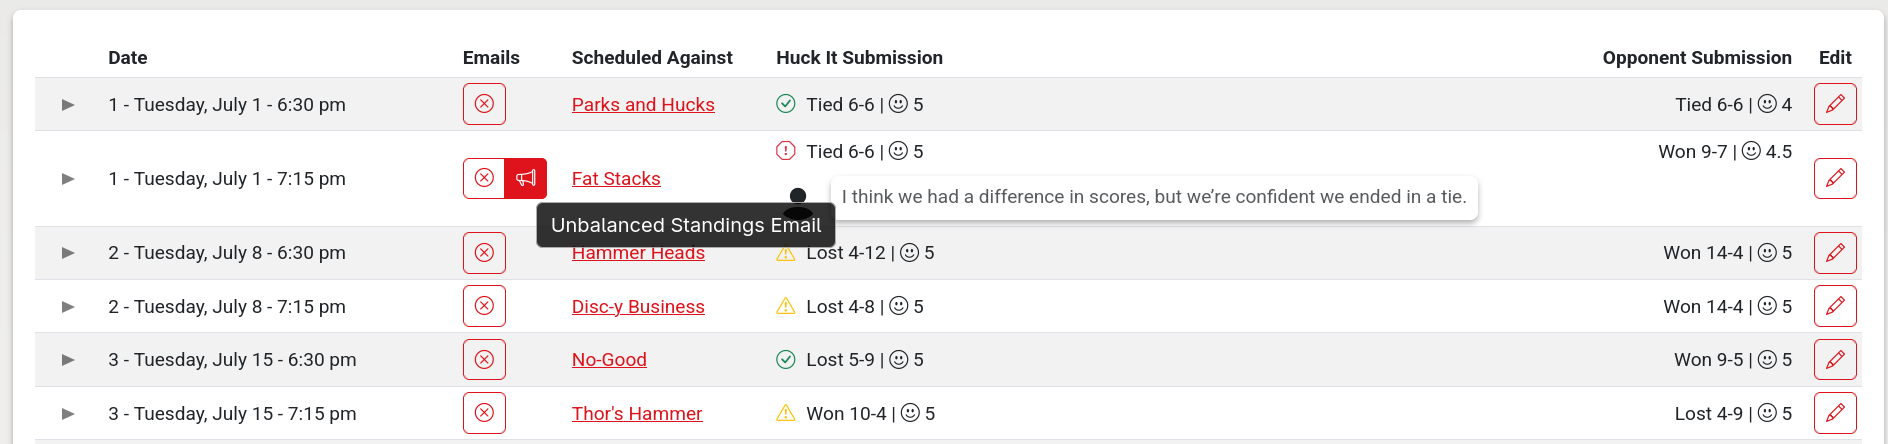 Date Emails Scheduled Against Huck It Submission Opponent Submission Edit
1 - Tuesday, July 1 - 6:30 pm Parks and Hucks Tied 6-6 | 5 Tied 6-6 | 4
1 - Tuesday, July 1 - 7:15 pm Fat Stacks Tied 6-6 | 5 Won 9-7 | 4.5
I think we had a difference in scores, but we’re confident we ended in a tie.
Unbalanced Standings Email
2 - Tuesday, July 8 - 6:30 pm Hammer Heads Lost 4-12 | 5 Won 14-4 | 5
2 - Tuesday, July 8 - 7:15 pm Disc-y Business Lost 4-8 | 5 Won 14-4 | 5
3 - Tuesday, July 15 - 6:30 pm No-Good Lost 5-9 | 5 Won 9-5 | 5
3 - Tuesday, July 15 - 7:15 pm Thor's Hammer Won 10-4 | 5 Lost 4-9 | 5